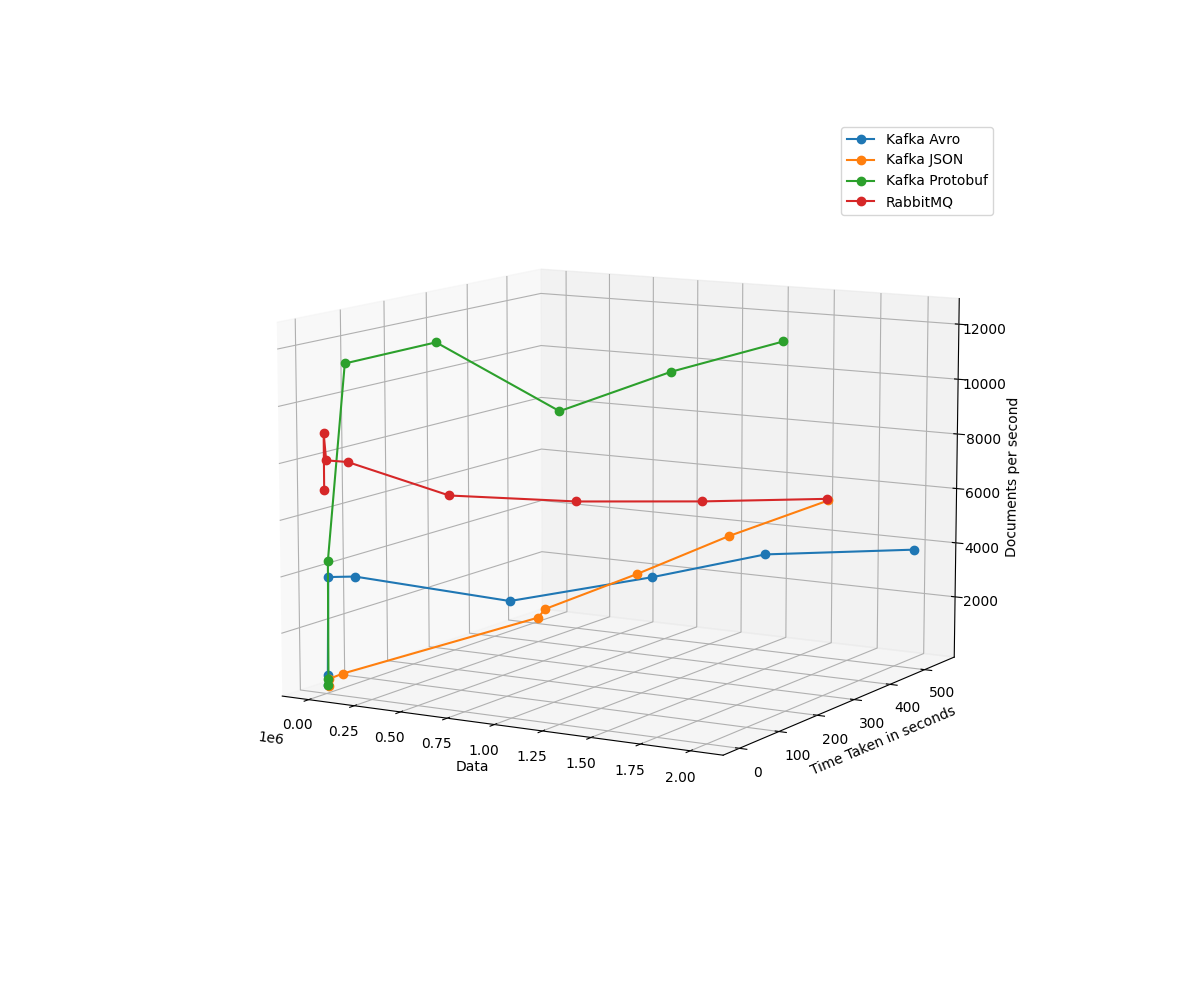 Kafka Avro
Kafka JSON
Kafka Protobuf
RabbitMQ
12000
10000
8000
6000
4000
2000
Documents per second
0.00
0.25
0.50
0.75
1.00
1.25
1.50
1.75
2.00
1e6
Data
0
100
200
300
400
500
Time Taken in seconds